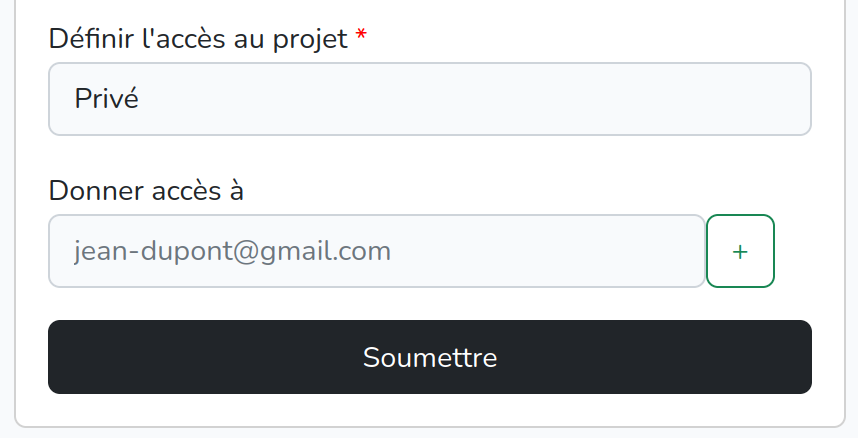 Définir l'accès au projet *
Privé
Donner accès à
jean-dupont@gmail.com
+
Soumettre